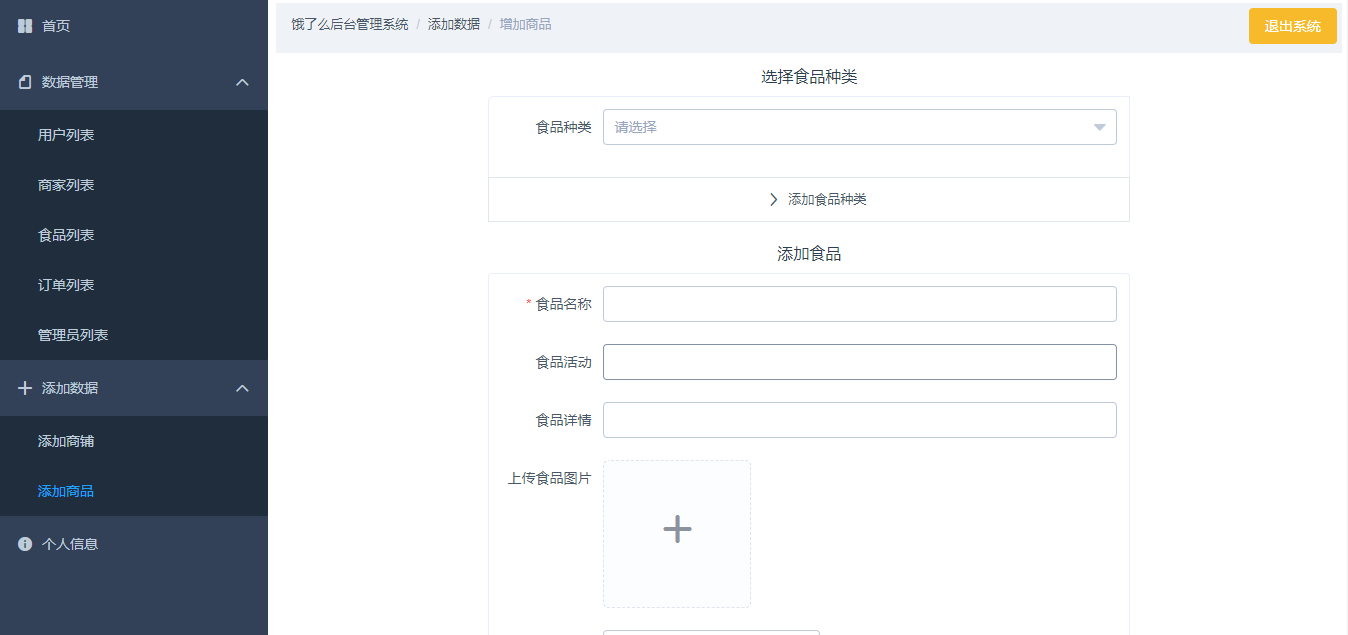 首页
数据管理
用户列表
商家列表
食品列表
订单列表
管理员列表
添加数据
添加商铺
添加商品
个人信息
饿了么后台管理系统 / 添加数据 / 增加商品
退出系统
选择食品种类
食品种类 请选择
添加食品种类
添加食品
* 食品名称
食品活动
食品详情
上传食品图片